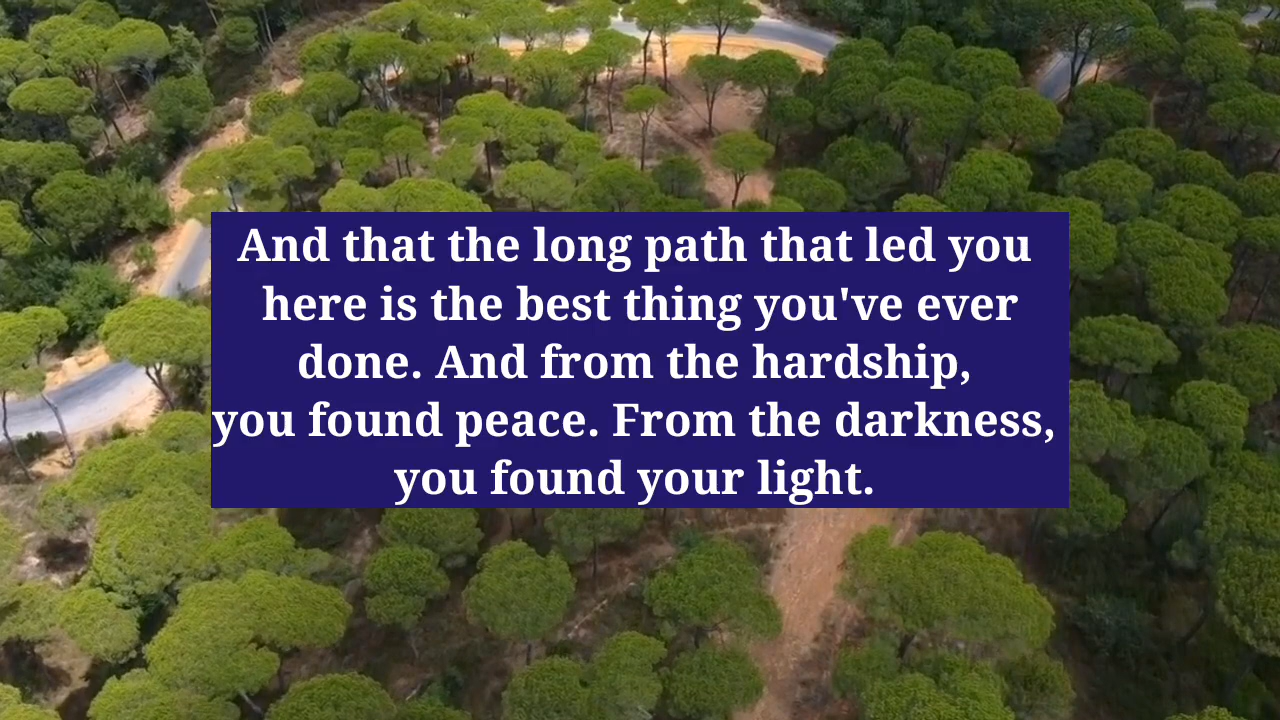 And that the long path that led you
here is the best thing you've ever
done. And from the hardship,
you found peace. From the darkness,
you found your light.